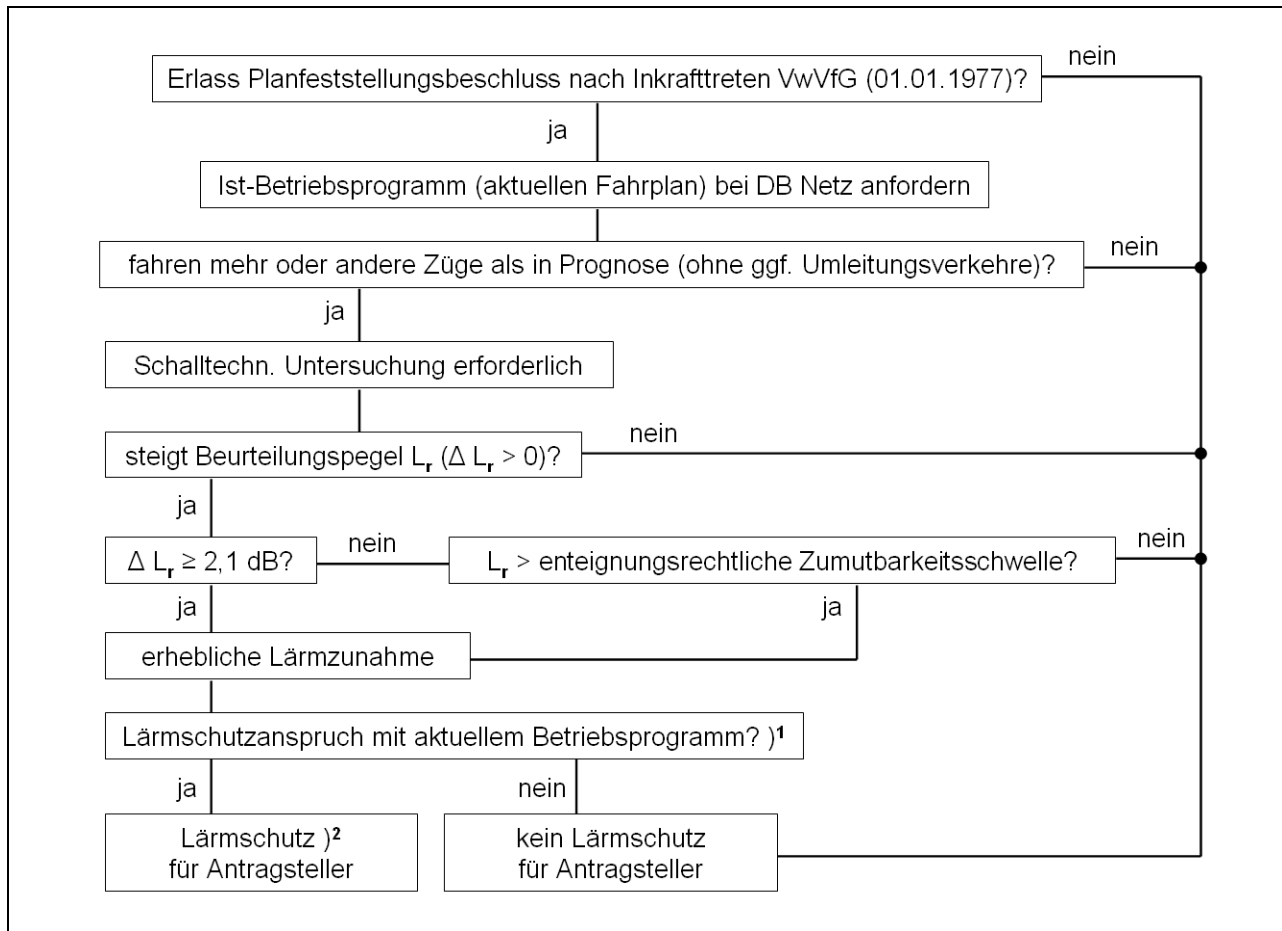 nein
Erlass Planfeststellungsbeschluss nach Inkrafttreten VwVfG (01.01.1977)?
ja
Ist-Betriebsprogramm (aktuellen Fahrplan) bei DB Netz anfordern
nein
fahren mehr oder andere Züge als in Prognose (ohne ggf. Umleitungsverkehre)?
ja
Schalltechn. Untersuchung erforderlich
nein
steigt Beurteilungspegel Lr (Δ Lr > 0)?
ja
Δ Lr ≥ 2,1 dB?
nein
Lr > enteignungsrechtliche Zumutbarkeitsschwelle?
nein
ja
ja
erhebliche Lärmzunahme
Lärmschutzanspruch mit aktuellem Betriebsprogramm? )1
ja
nein
Lärmschutz )2
für Antragsteller
kein Lärmschutz
für Antragsteller